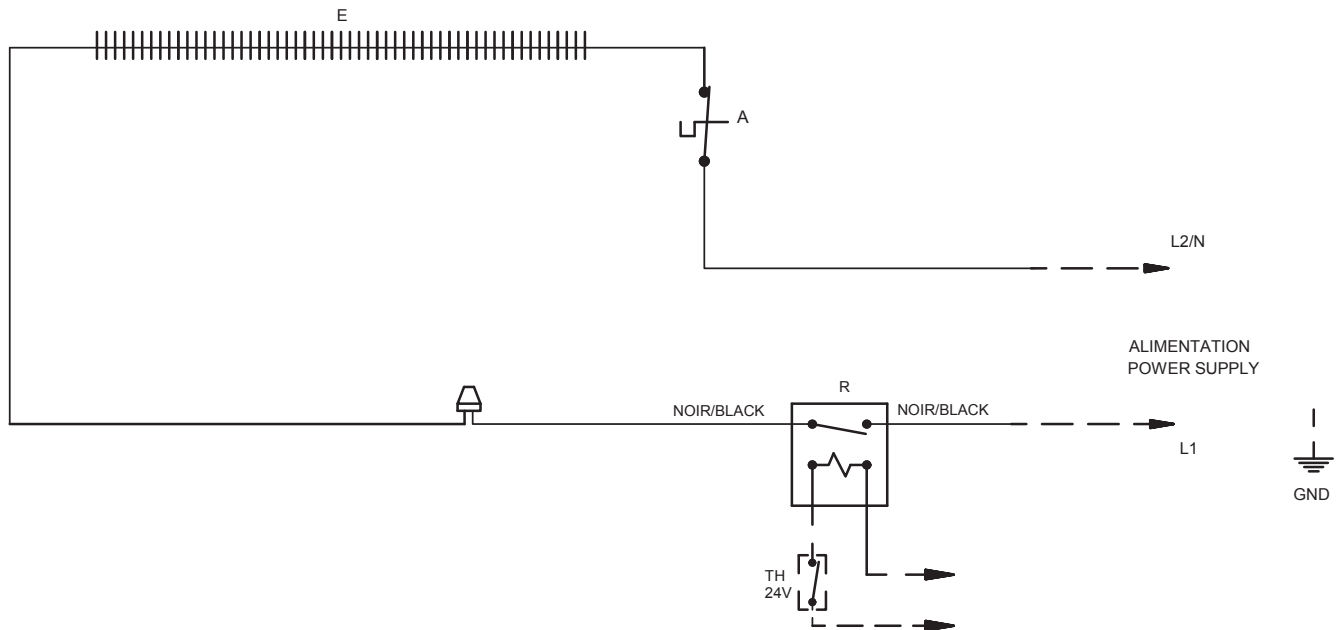 E
A
L2/N
ALIMENTATION
POWER SUPPLY
R
NOIR/BLACK
NOIR/BLACK
L1
GND
TH
24V